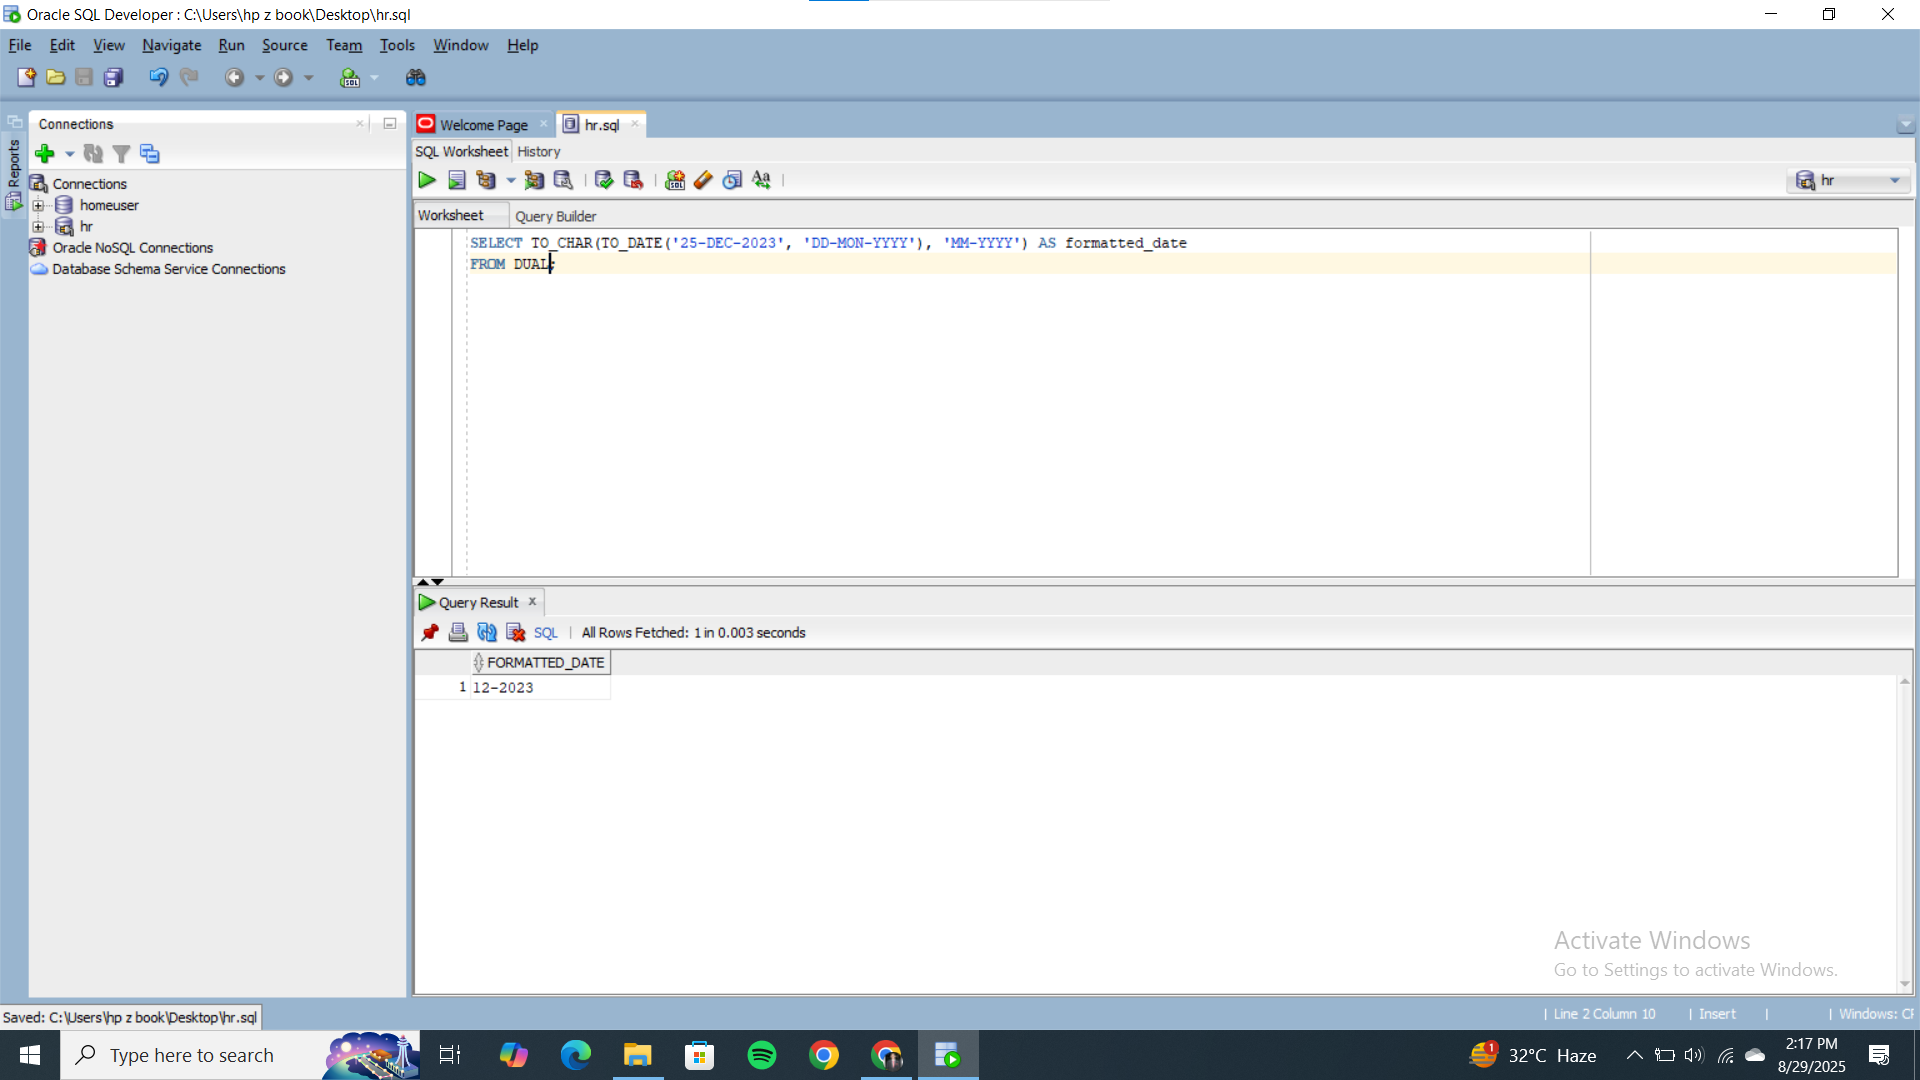 Oracle SQL Developer : C:\Users\hp z book\Desktop\hr.sql
File Edit View Navigate Run Source Team Tools Window Help
Connections
Reports
Connections
homeuser
hr
Oracle NoSQL Connections
Database Schema Service Connections
Welcome Page
hr.sql
SQL Worksheet History
hr
Worksheet Query Builder
SELECT TO_CHAR(TO_DATE('25-DEC-2023', 'DD-MON-YYYY'), 'MM-YYYY') AS formatted_date
FROM DUAL;
Query Result
SQL | All Rows Fetched: 1 in 0.003 seconds
FORMATTED_DATE
1 12-2023
Activate Windows
Go to Settings to activate Windows.
Saved: C:\Users\hp z book\Desktop\hr.sql
| Line 2 Column 10 | Insert | | Windows: CF
Type here to search
1
32°C Haze
2:17 PM
8/29/2025